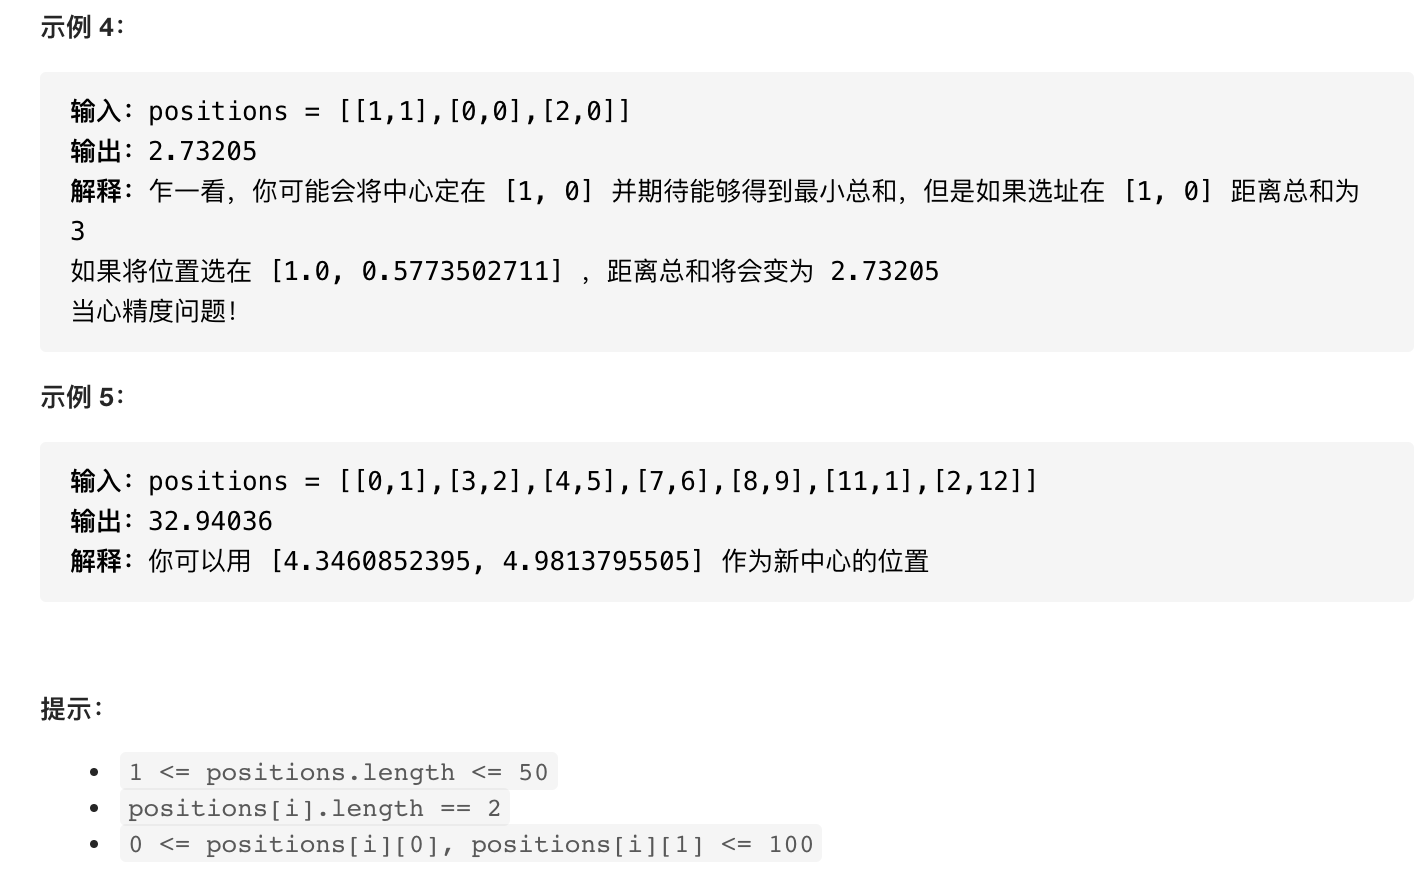 示例 4：
输入：positions = [[1,1],[0,0],[2,0]]
输出：2.73205
解释：乍一看，你可能会将中心定在 [1, 0] 并期待能够得到最小总和，但是如果选址在 [1, 0] 距离总和为
3
如果将位置选在 [1.0, 0.5773502711] ，距离总和将会变为 2.73205
当心精度问题！
示例 5：
输入：positions = [[0,1],[3,2],[4,5],[7,6],[8,9],[11,1],[2,12]]
输出：32.94036
解释：你可以用 [4.3460852395, 4.9813795505] 作为新中心的位置
提示：
• 1 <= positions.length <= 50
• positions[i].length == 2
• 0 <= positions[i][0], positions[i][1] <= 100